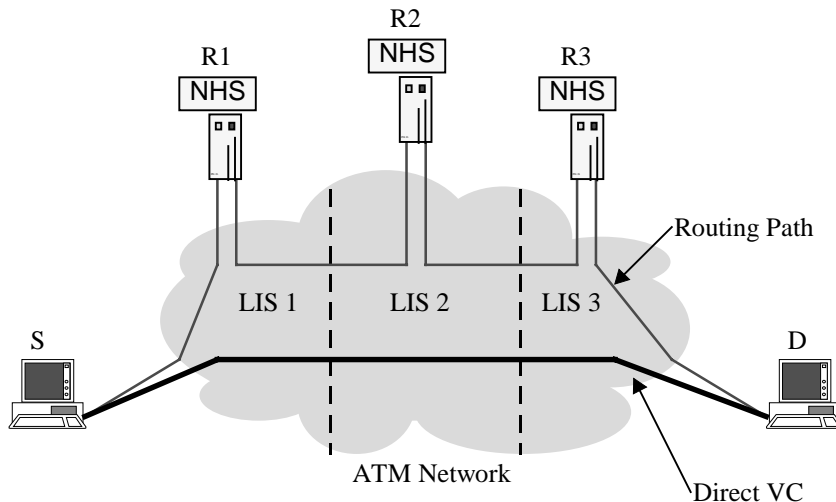 R2
R1
R3
NHS
NHS
NHS
Routing Path
LIS 1
LIS 2
LIS 3
S
D
ATM Network
Direct VC